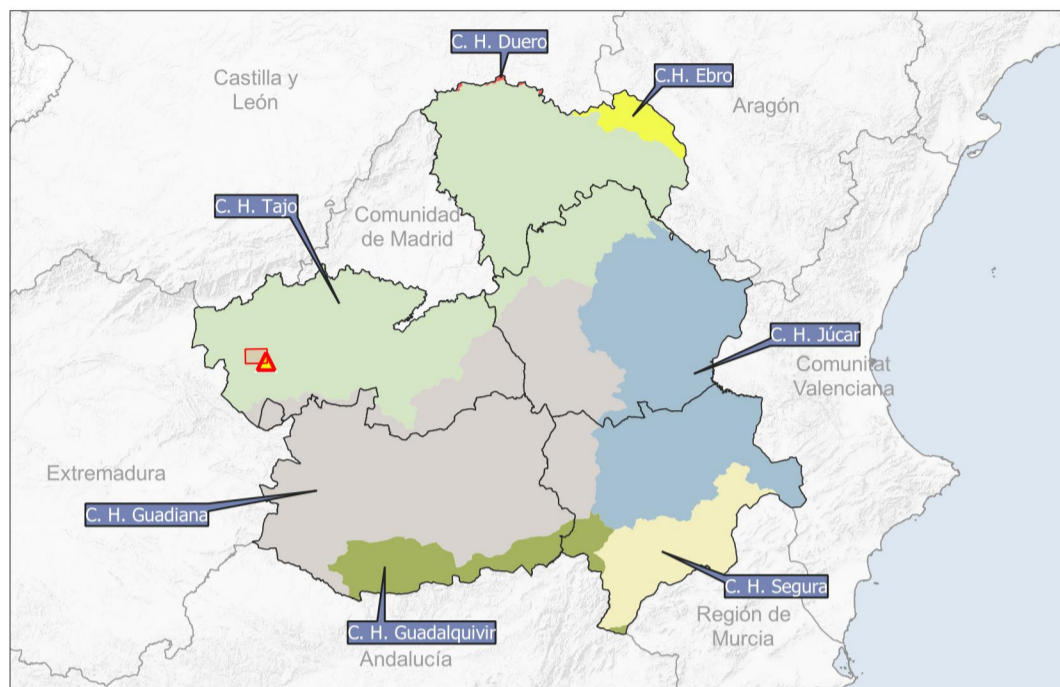 C. H. Duero
C.H. Ebro
Castilla y
León
Aragón
C. H. Tajo
Comunidad
de Madrid
C. H. Júcar
Comunitat
Valenciana
Extremadura
C. H. Guadiana
C. H. Segura
Región de
Murcia
C. H. Guadalquivir
Andalucía